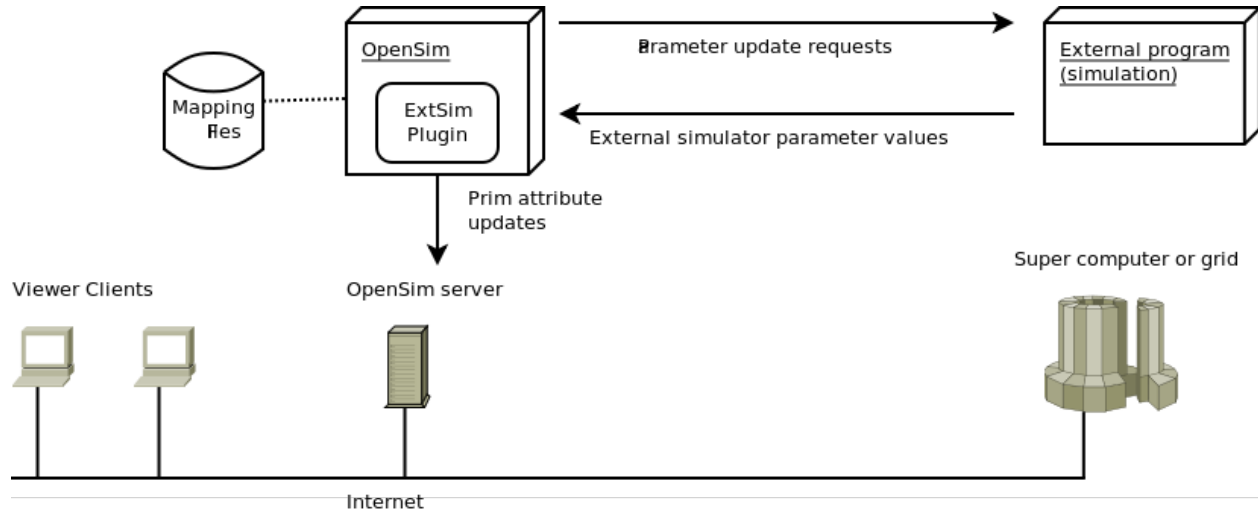 OpenSim
Parameter update requests
External program
(simulation)
Mapping
Files
ExtSim
Plugin
External simulator parameter values
Prim attribute
updates
Super computer or grid
Viewer Clients
OpenSim server
Internet